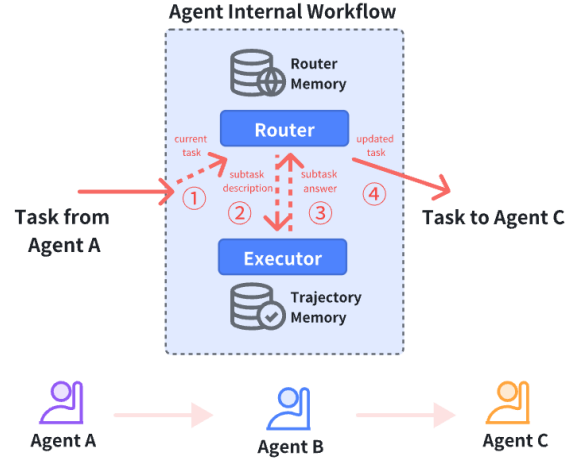 Agent Internal Workflow
Router
Memory
Router
current
task
updated
task
subtask
description
subtask
answer
①
②
③
④
Task from
Agent A
Task to Agent C
Executor
Trajectory
Memory
Agent A
Agent B
Agent C